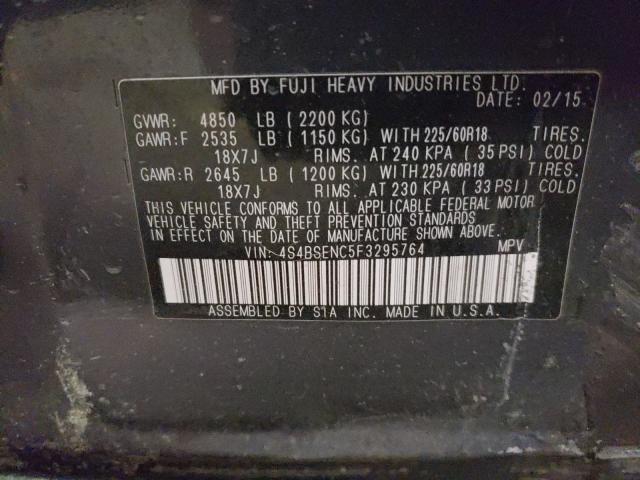 MFD BY FUJI HEAVY INDUSTRIES LTD.
DATE: 02/15
GVWR: 4850 LB (2200 KG)
GAWR:F 2535 LB (1150 KG) WITH 225/60R18 TIRES.
18X7J RIMS. AT 240 KPA (35 PSI) COLD
GAWR:R 2645 LB (1200 KG) WITH 225/60R18 TIRES.
18X7J RIMS. AT 230 KPA (33 PSI) COLD
THIS VEHICLE CONFORMS TO ALL APPLICABLE FEDERAL MOTOR
VEHICLE SAFETY AND THEFT PREVENTION STANDARDS
IN EFFECT ON THE DATE OF MANUFACTURE SHOWN ABOVE.
VIN: 4S4BSENC5F3295764 MPV
ASSEMBLED BY SIA INC. MADE IN U.S.A.